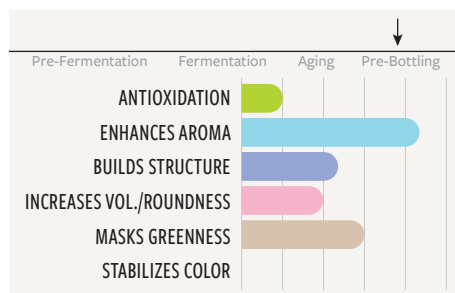 Pre-Fermentation Fermentation Aging Pre-Bottling
ANTIOXIDATION
ENHANCES AROMA
BUILDS STRUCTURE
INCREASES VOL./ROUNDNESS
MASKS GREENNESS
STABILIZES COLOR